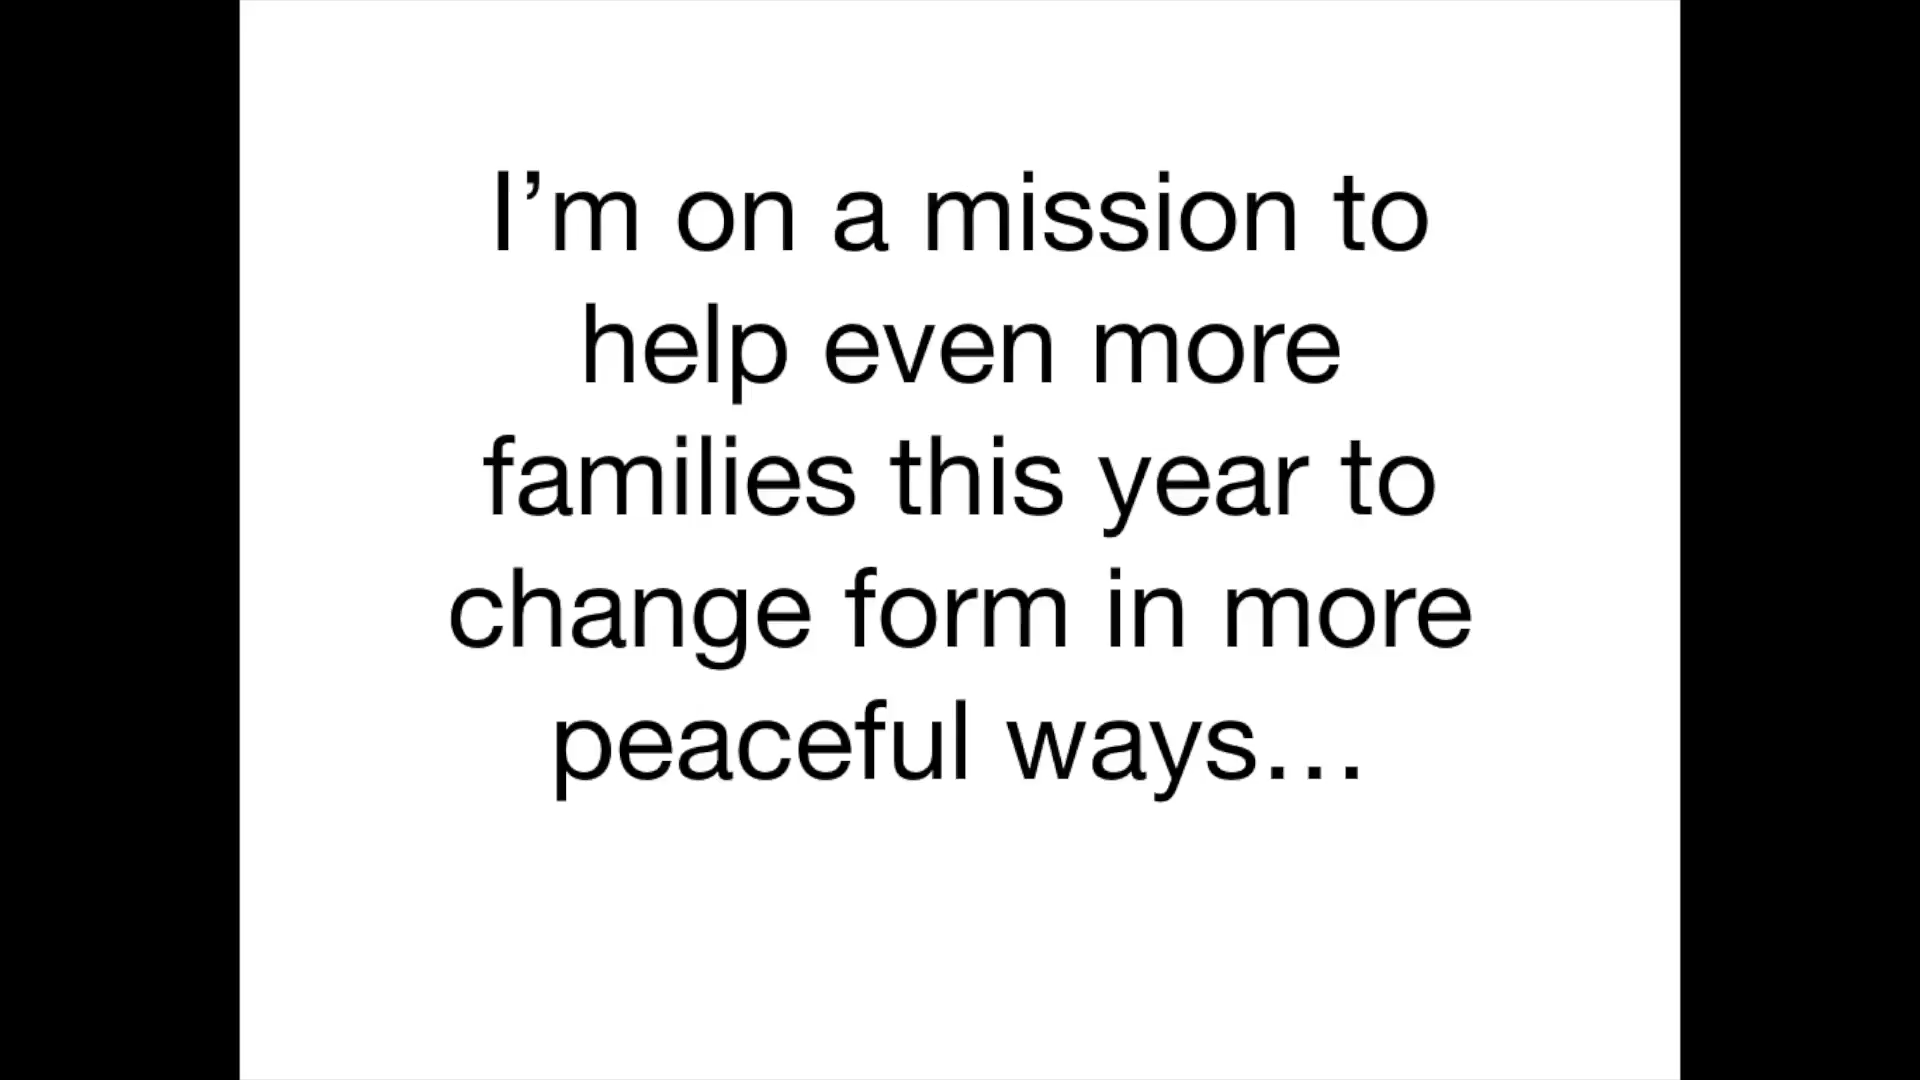 I’m on a mission to
help even more
families this year to
change form in more
peaceful ways…